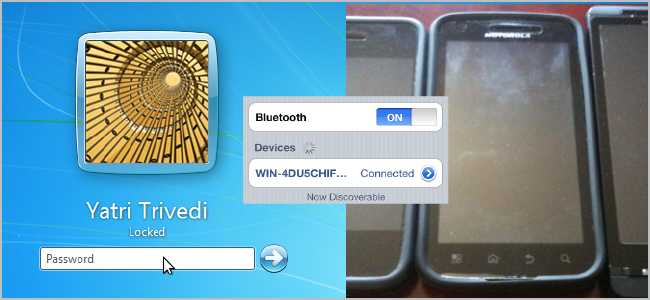 Yatri Trivedi
Locked
Password
Bluetooth
ON
Devices
WIN-4DU5CHIF...
Connected
Now Discoverable
MOTOROLA